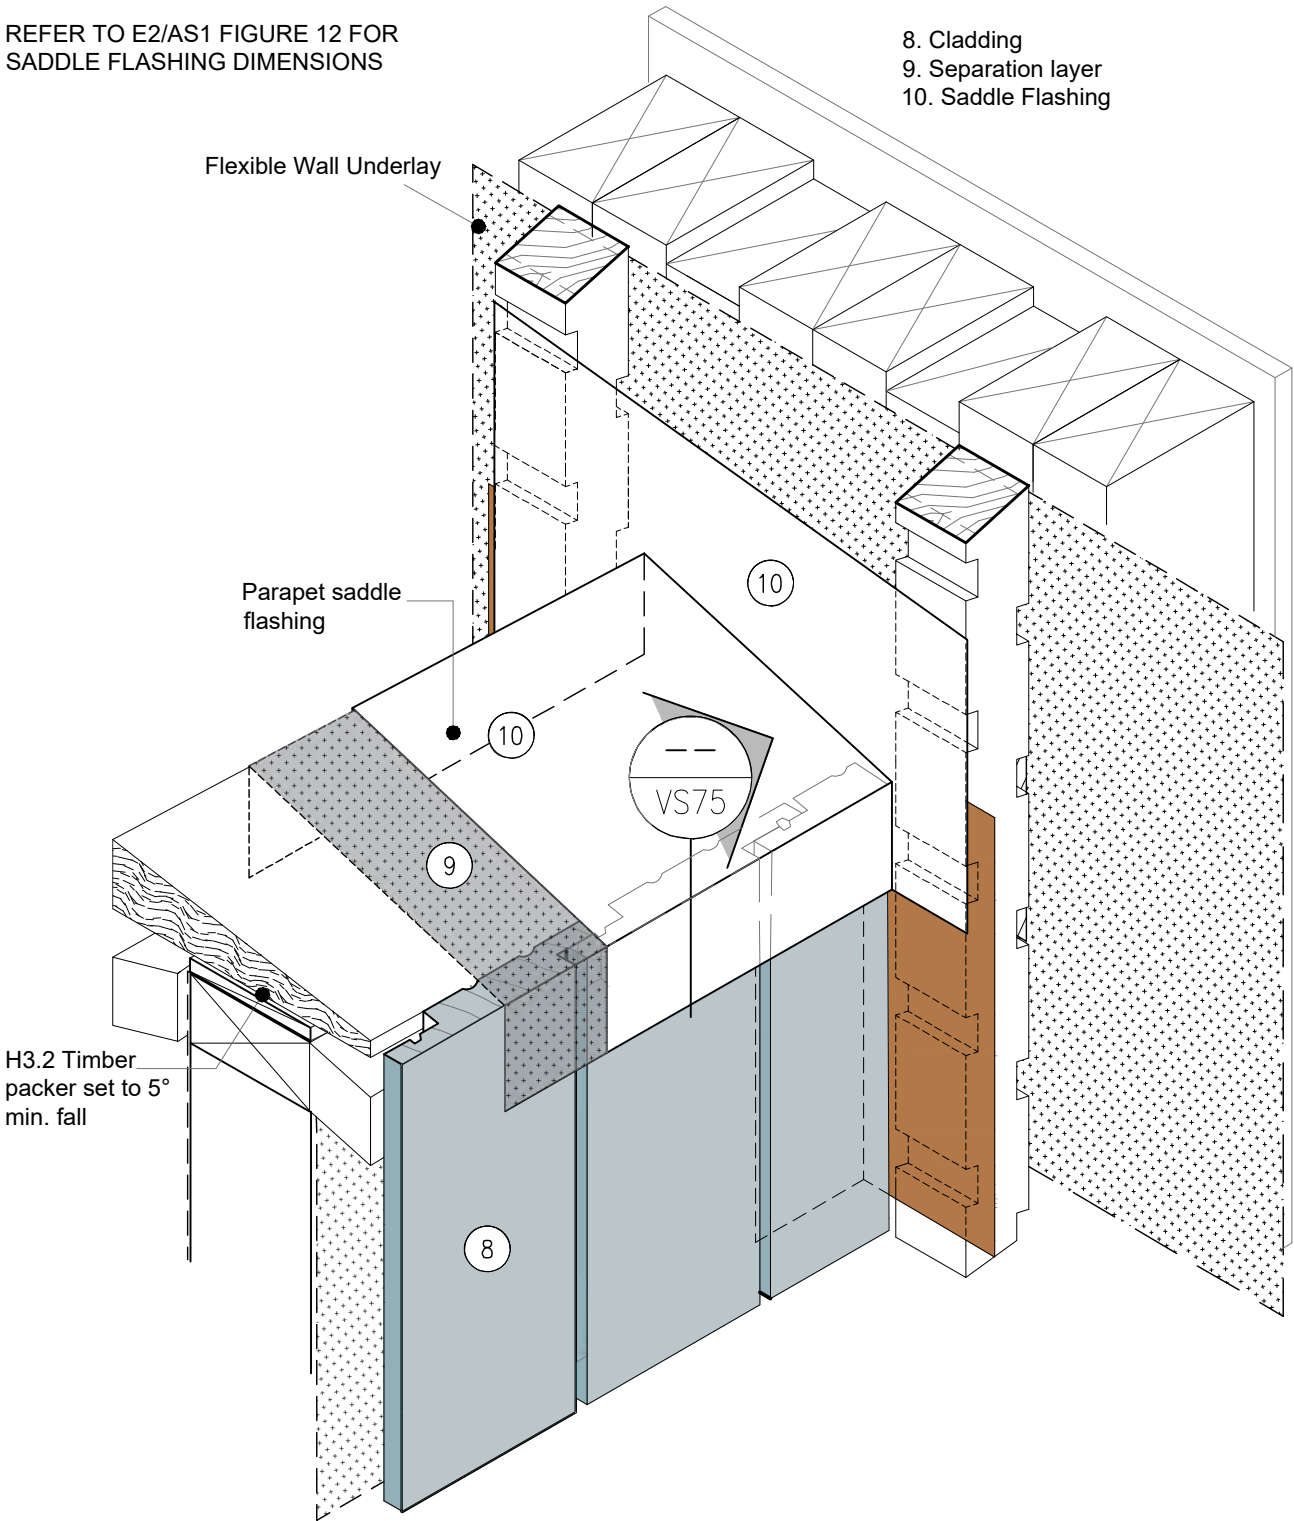 REFER TO E2/AS1 FIGURE 12 FOR
SADDLE FLASHING DIMENSIONS
8. Cladding
9. Separation layer
10. Saddle Flashing
Flexible Wall Underlay
10
Parapet saddle
flashing
10
– –
VS75
9
H3.2 Timber
packer set to 5°
min. fall
8